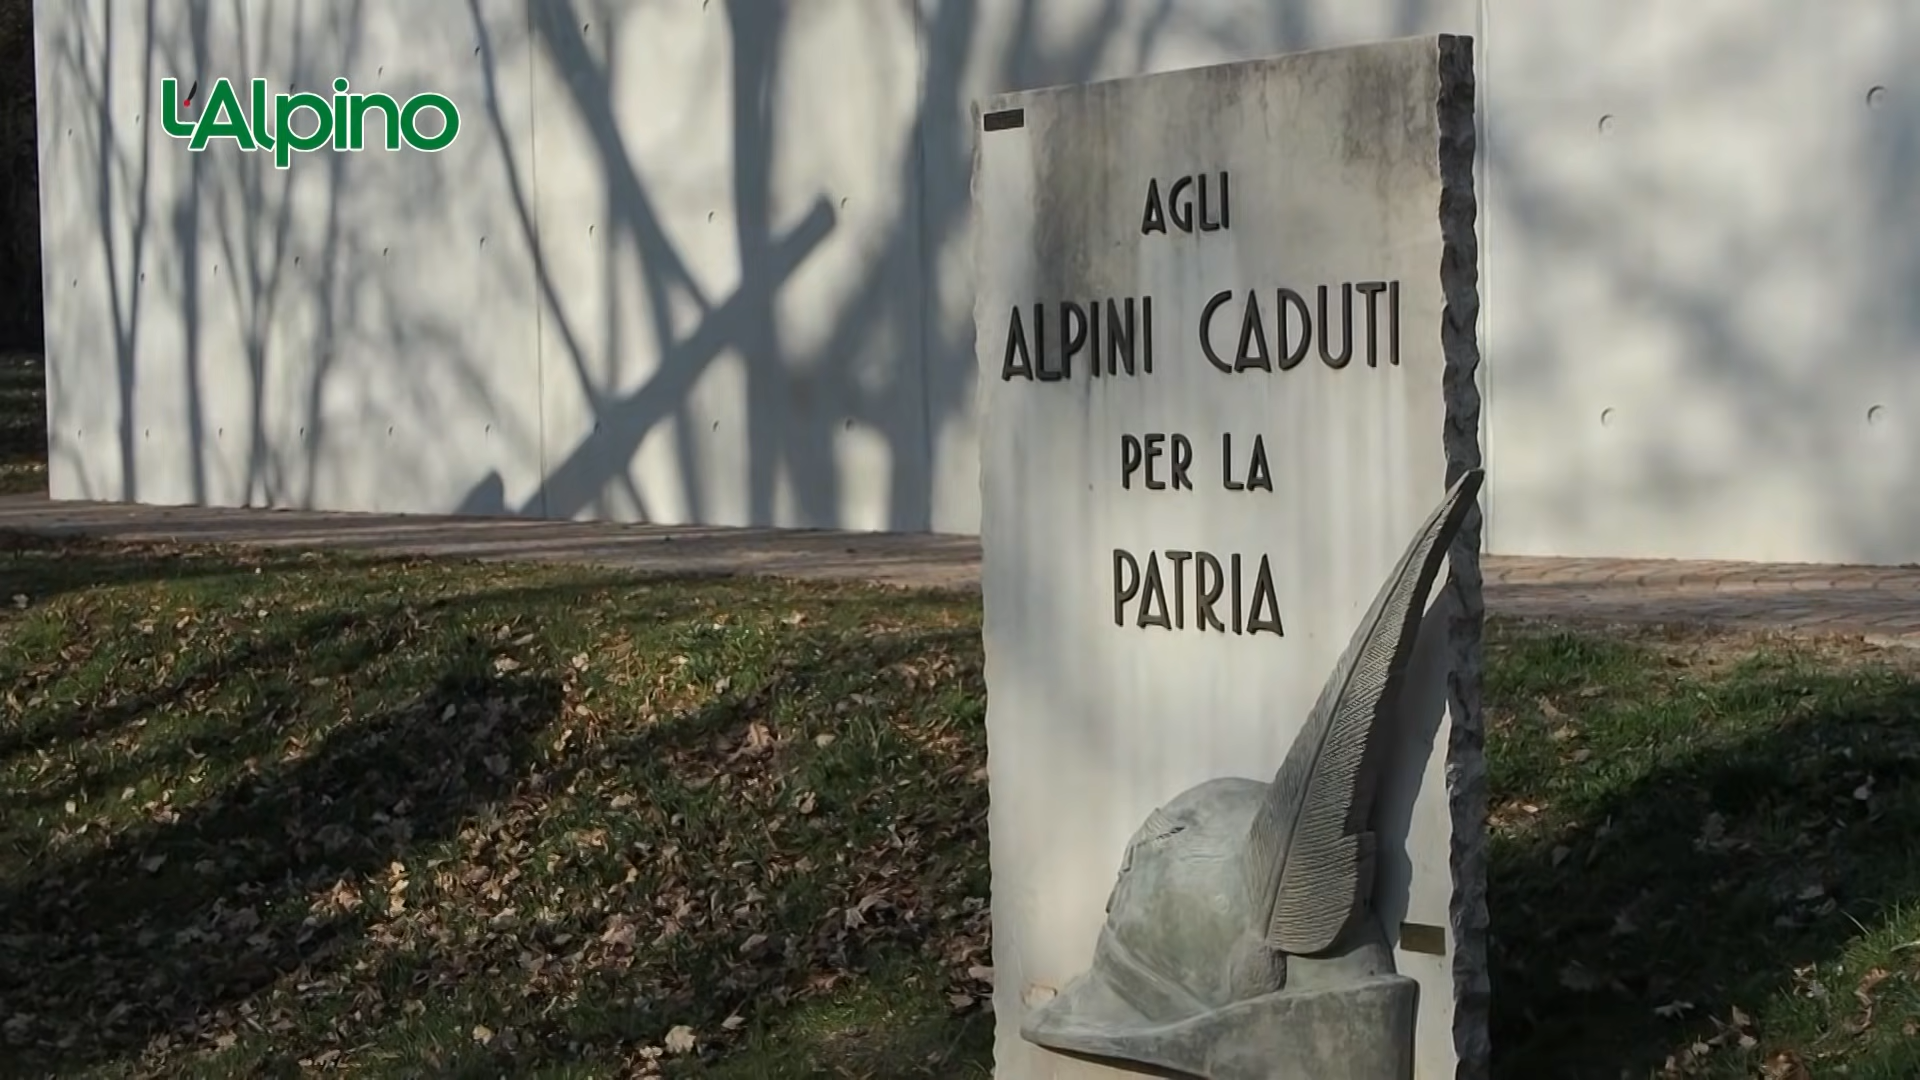 L'Alpino
AGLI
ALPINI CADUTI
PER LA
PATRIA